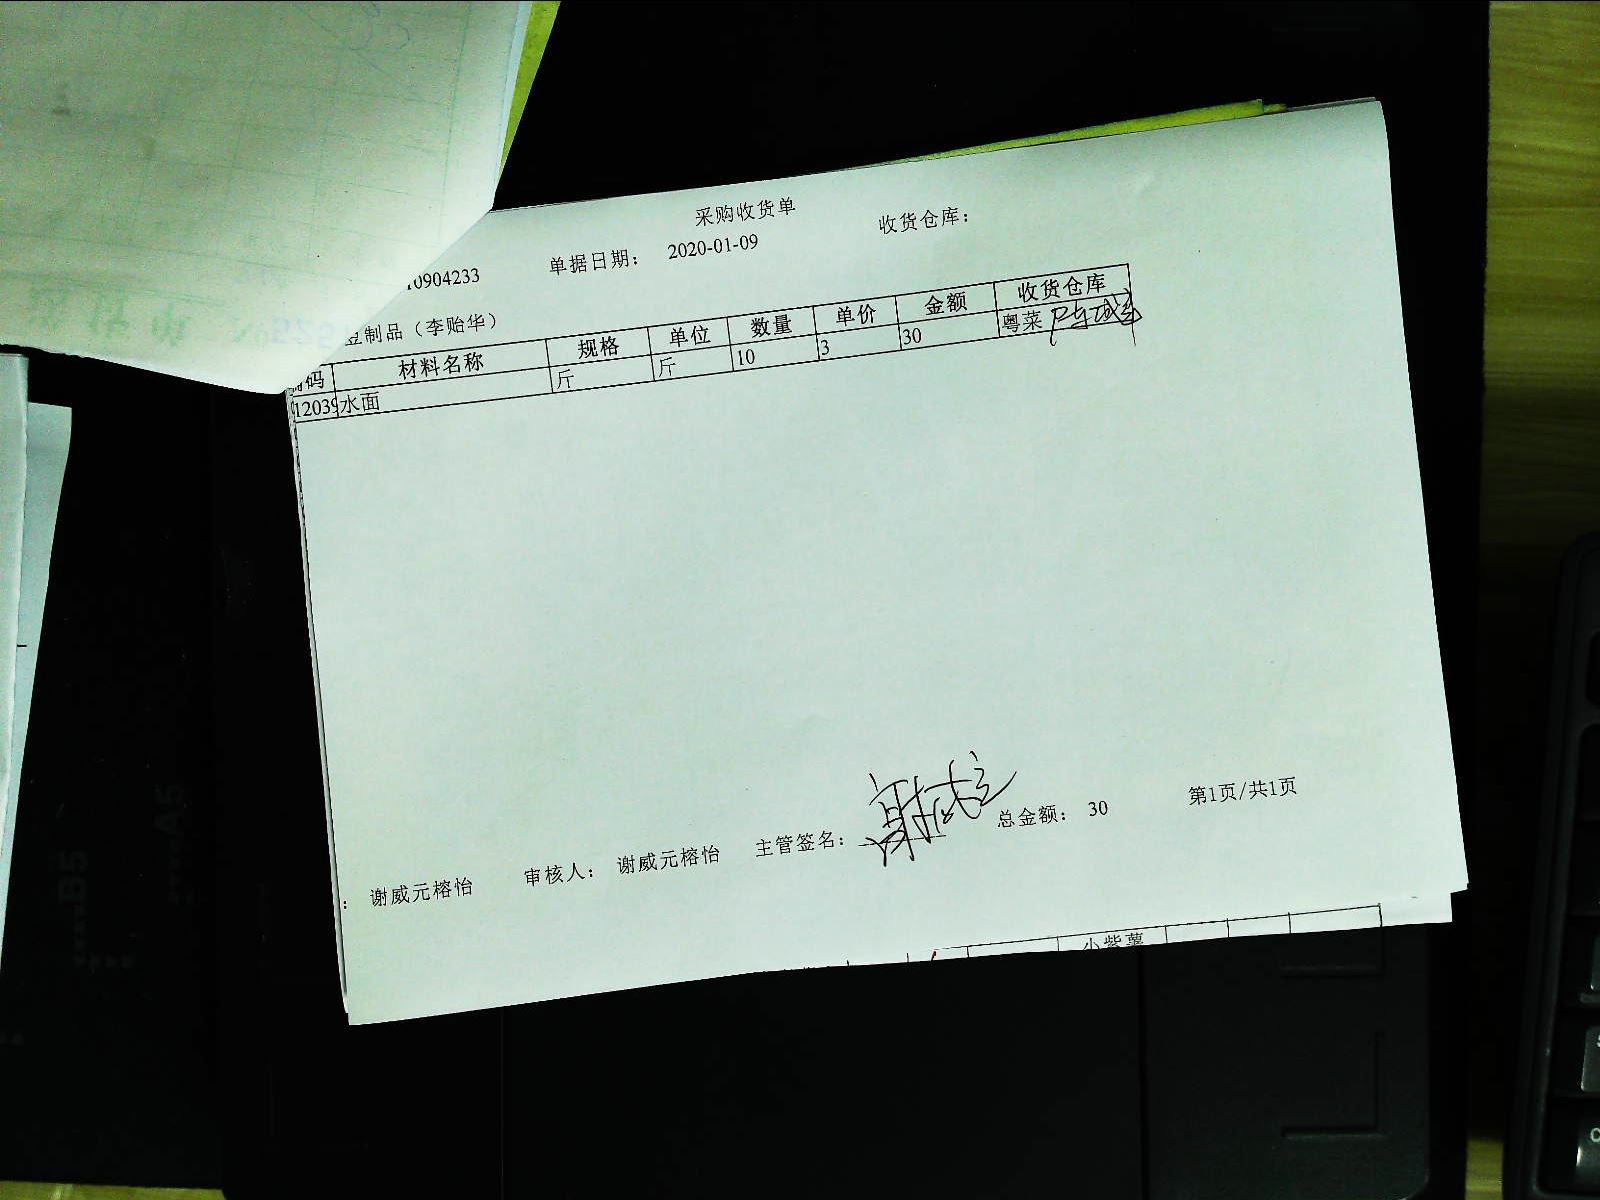 采购收货单
10904233 单据日期： 2020-01-09 收货仓库：
豆制品（李贻华）
编码 材料名称 规格 单位 数量 单价 金额 收货仓库
12039 水面 斤 斤 10 3 30 粤菜
： 谢威元榕怡 审核人： 谢威元榕怡 主管签名： 总金额： 30 第1页/共1页
小紫薯
B5
A5